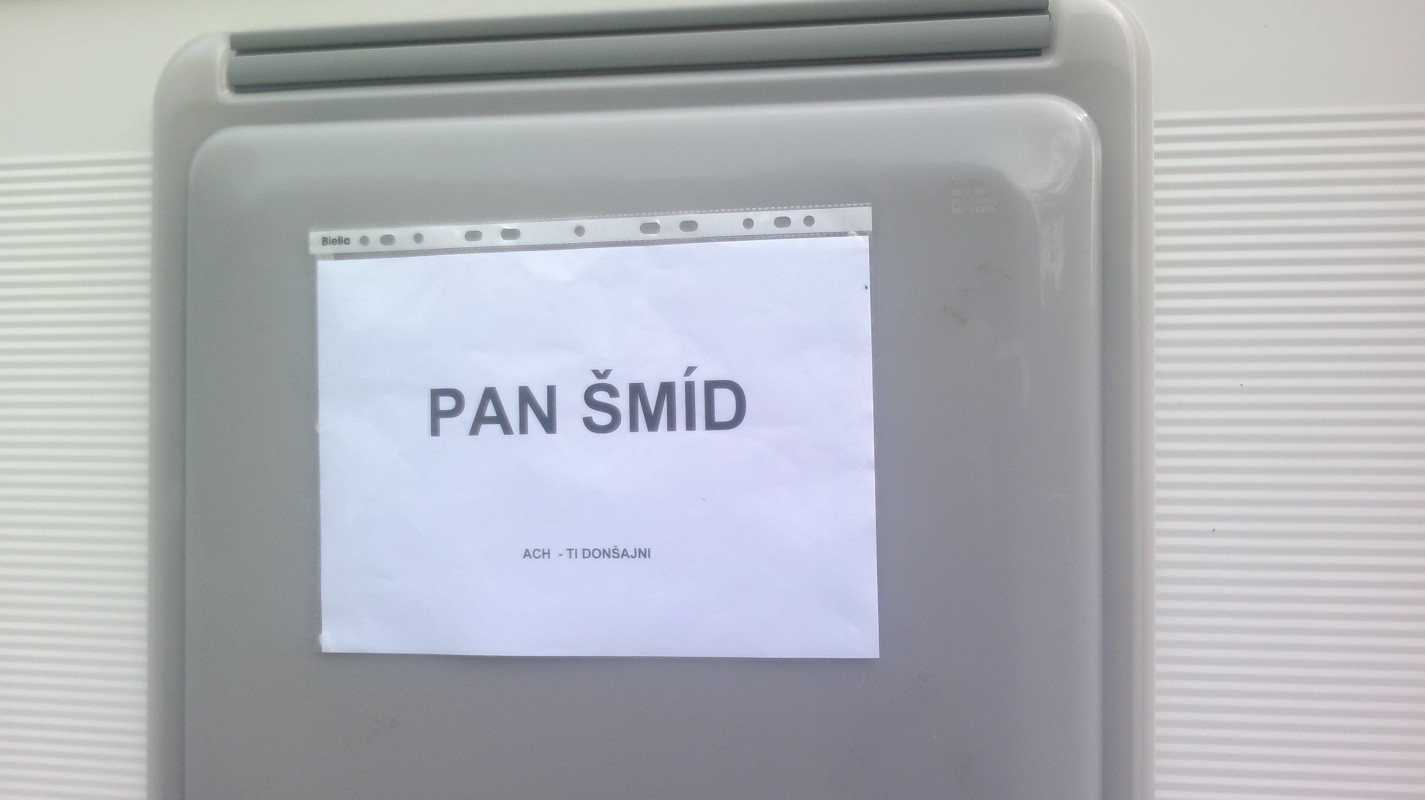 Biella
PAN ŠMÍD
ACH - TI DONŠAJNI